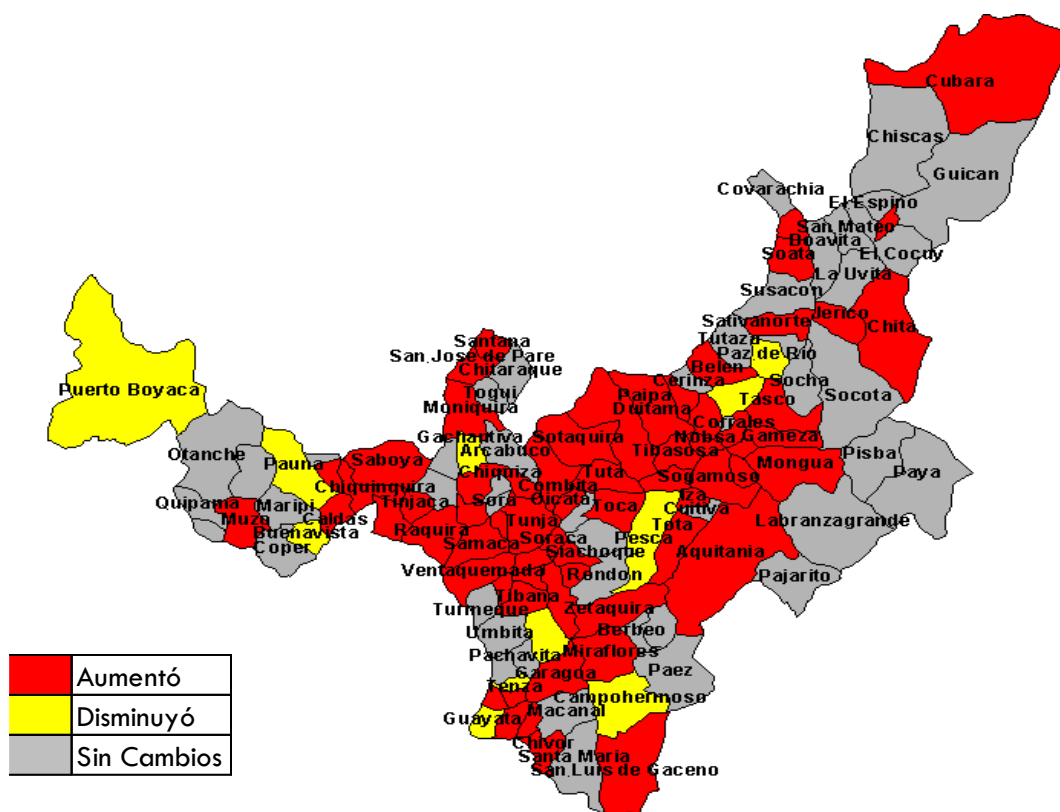 Cubara
Chiscas
Guican
Covarachia
El Espino
San Mateo
Boavita
El Cocuy
Soata
La Uvita
Susacon
Jerico
Sativanorte
Chita
Tutaza
Paz de Rio
Belen
Socha
Cerinza
Tasco
Socota
Santana
San Jose de Pare
Chitaraque
Togui
Moniquira
Puerto Boyaca
Paipa
Duitama
Corrales
Nobsa
Gameza
Gachantiva
Sotaquira
Arcabuco
Tibasosa
Otanche
Pauna
Saboya
Mongua
Pisba
Paya
Chiquiza
Tuta
Sogamoso
Chiquinquira
Combita
Oicata
Iza
Quipama
Maripi
Tinjaca
Sora
Toca
Cuitiva
Muzo
Caldas
Tunja
Tota
Labranzagrande
Buenavista
Raquira
Soraca
Pesca
Coper
Samaca
Siachoque
Aquitania
Ventaquemada
Rondon
Pajarito
Tibana
Turmeque
Zetaquira
Umbita
Berbeo
Pachavita
Miraflores
Garagoa
Paez
Tenza
Campohermoso
Guayata
Macanal
Chivor
Santa Maria
San Luis de Gaceno
Aumentó
Disminuyó
Sin Cambios